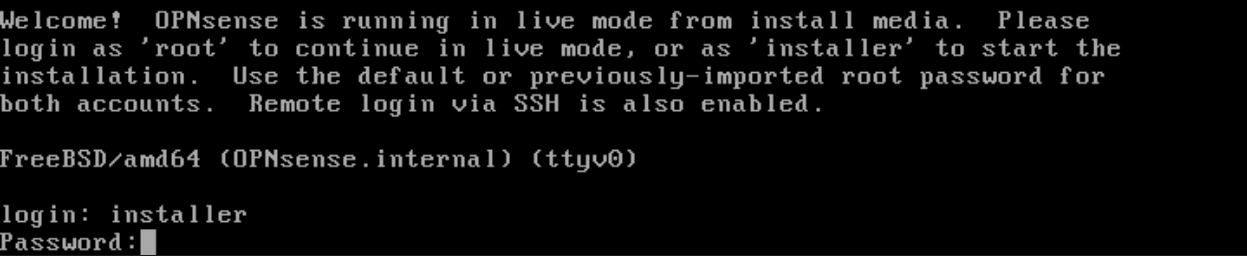 Welcome!  OPNsense is running in live mode from install media.  Please
login as 'root' to continue in live mode, or as 'installer' to start the
installation.  Use the default or previously-imported root password for
both accounts.  Remote login via SSH is also enabled.
FreeBSD/amd64 (OPNsense.internal) (ttyv0)
login: installer
Password: